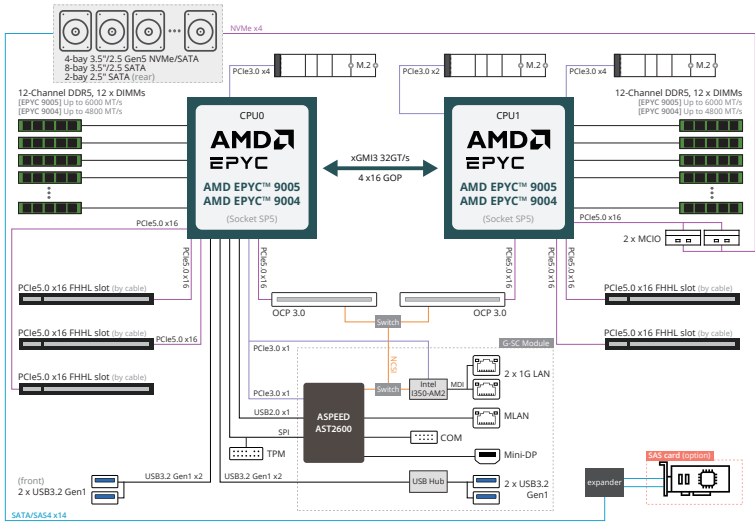 NVMe x4
4-bay 3.5"/2.5 Gen5 NVMe/SATA
8-bay 3.5"/2.5 SATA
2-bay 2.5" SATA (rear)
PCIe3.0 x4
M.2
PCIe3.0 x2
M.2
PCIe3.0 x4
M.2
12-Channel DDR5, 12 x DIMMs
[EPYC 9005] Up to 6000 MT/s
[EPYC 9004] Up to 4800 MT/s
12-Channel DDR5, 12 x DIMMs
[EPYC 9005] Up to 6000 MT/s
[EPYC 9004] Up to 4800 MT/s
CPU0
AMD
EPYC
AMD EPYC™ 9005
AMD EPYC™ 9004
(Socket SP5)
xGMI3 32GT/s
4 x16 GOP
CPU1
AMD
EPYC
AMD EPYC™ 9005
AMD EPYC™ 9004
(Socket SP5)
PCIe5.0 x16
PCIe5.0 x16
2 x MCIO
PCIe5.0 x16
PCIe5.0 x16
PCIe5.0 x16
PCIe5.0 x16
PCIe5.0 x16 FHHL slot (by cable)
OCP 3.0
OCP 3.0
PCIe5.0 x16 FHHL slot (by cable)
Switch
PCIe5.0 x16 FHHL slot (by cable)
PCIe5.0 x16
PCIe5.0 x16 FHHL slot (by cable)
PCIe3.0 x1
NCSI
G-SC Module
PCIe5.0 x16 FHHL slot (by cable)
PCIe3.0 x1
Switch
Intel
I350-AM2
MDI
2 x 1G LAN
USB2.0 x1
ASPEED
AST2600
MLAN
SPI
COM
TPM
Mini-DP
SAS card (option)
(front)
2 x USB3.2 Gen1
USB3.2 Gen1 x2
USB3.2 Gen1 x2
USB Hub
2 x USB3.2
Gen1
expander
SATA/SAS4 x14